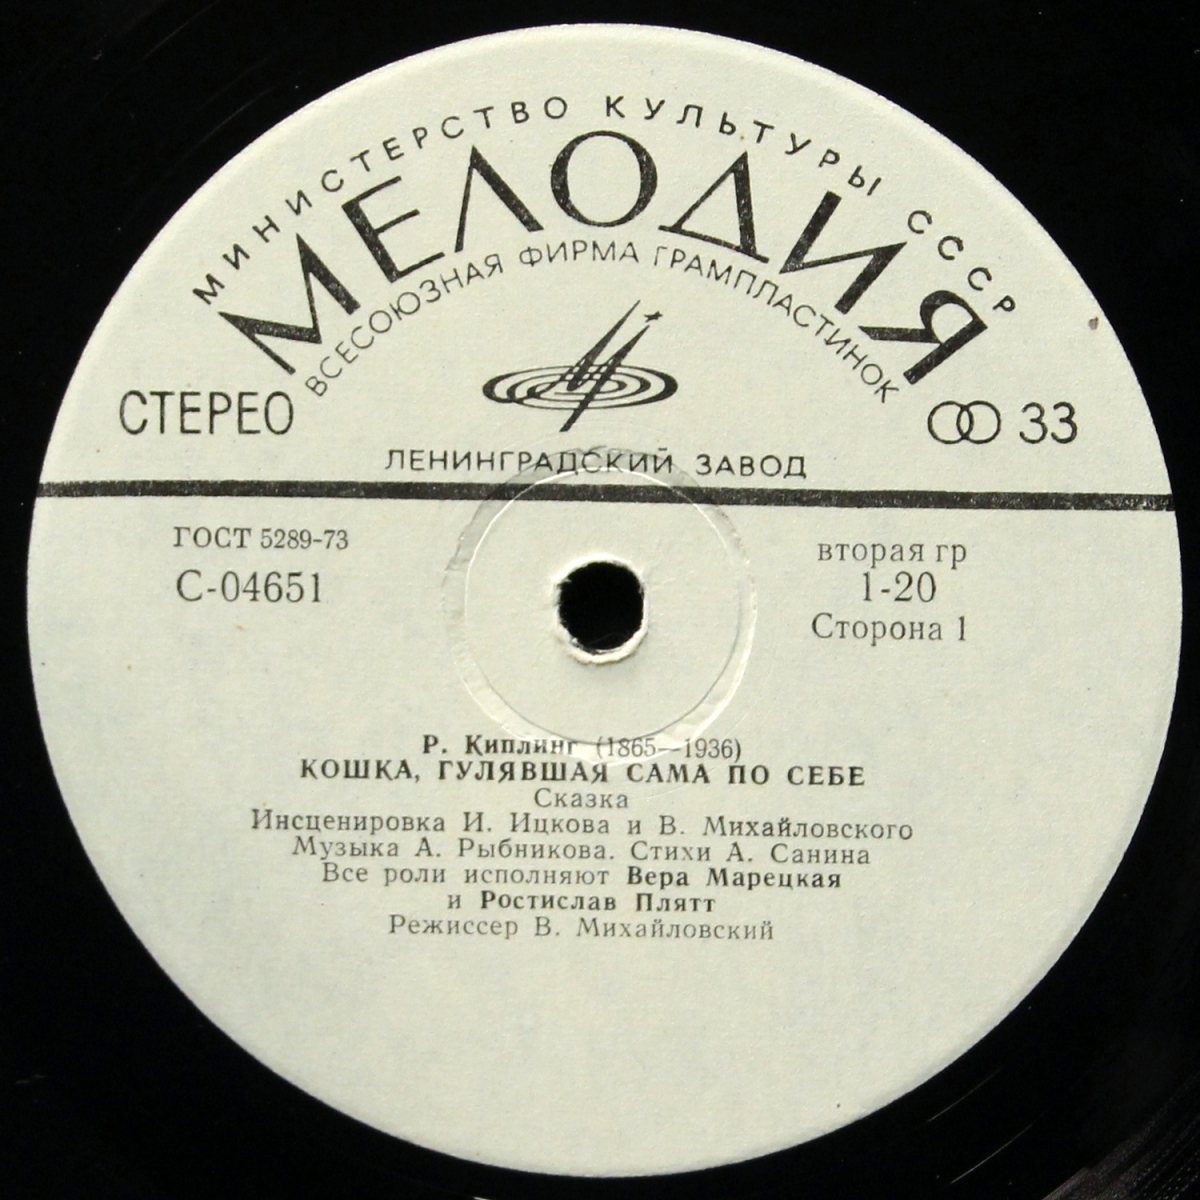 МИНИСТЕРСТВО КУЛЬТУРЫ СССР
МЕЛОДИЯ
ВСЕСОЮЗНАЯ ФИРМА ГРАМПЛАСТИНОК
СТЕРЕО
33
ЛЕНИНГРАДСКИЙ ЗАВОД
ГОСТ 5289-73
С-04651
вторая гр
1-20
Сторона 1
Р. Киплинг (1865—1936)
КОШКА, ГУЛЯВШАЯ САМА ПО СЕБЕ
Сказка
Инсценировка И. Ицкова и В. Михайловского
Музыка А. Рыбникова. Стихи А. Санина
Все роли исполняют Вера Марецкая
и Ростислав Плятт
Режиссер В. Михайловский